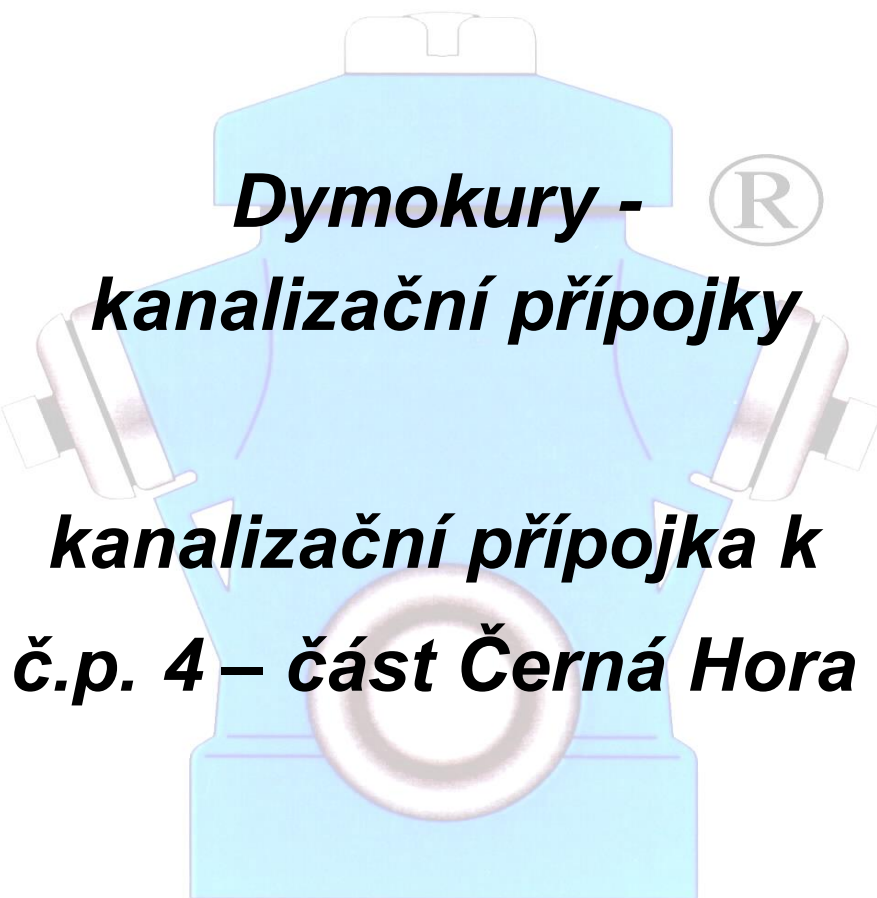 Dymokury -
®
kanalizační přípojky
kanalizační přípojka k
č.p. 4 – část Černá Hora